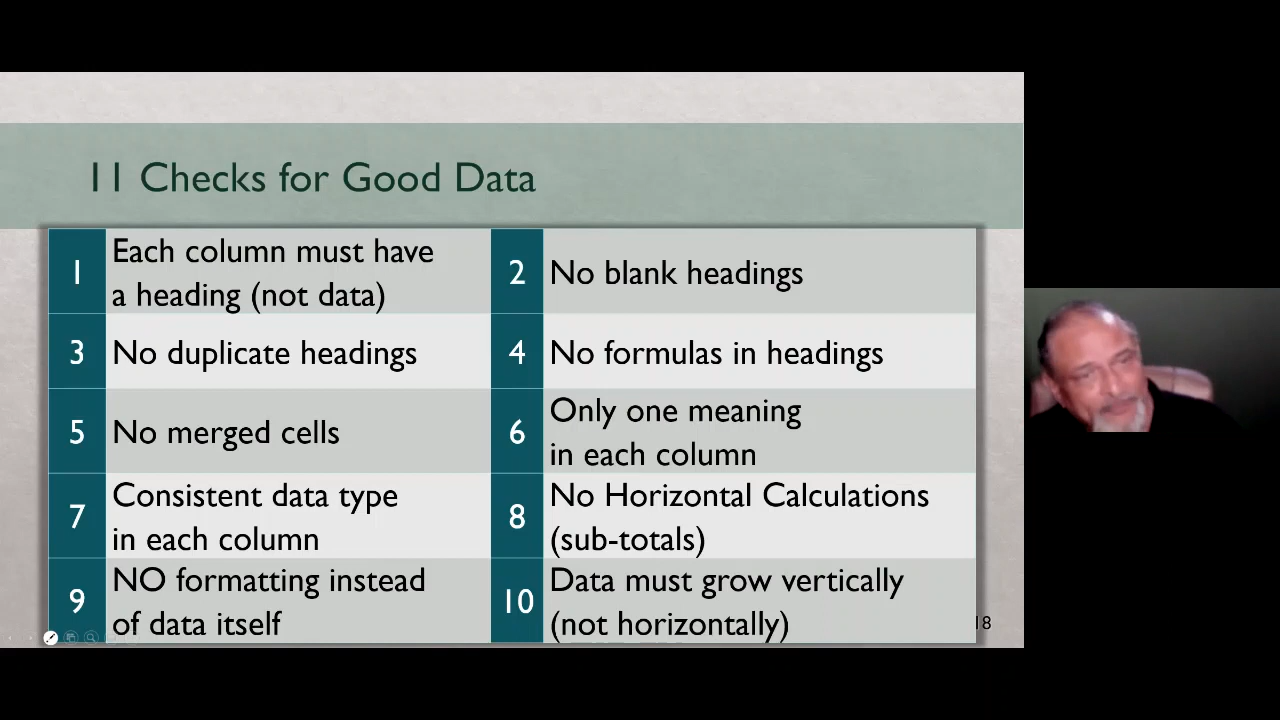 11 Checks for Good Data
1
Each column must have
a heading (not data)
2
No blank headings
3
No duplicate headings
4
No formulas in headings
5
No merged cells
6
Only one meaning
in each column
7
Consistent data type
in each column
8
No Horizontal Calculations
(sub-totals)
9
NO formatting instead
of data itself
10
Data must grow vertically
(not horizontally)
18